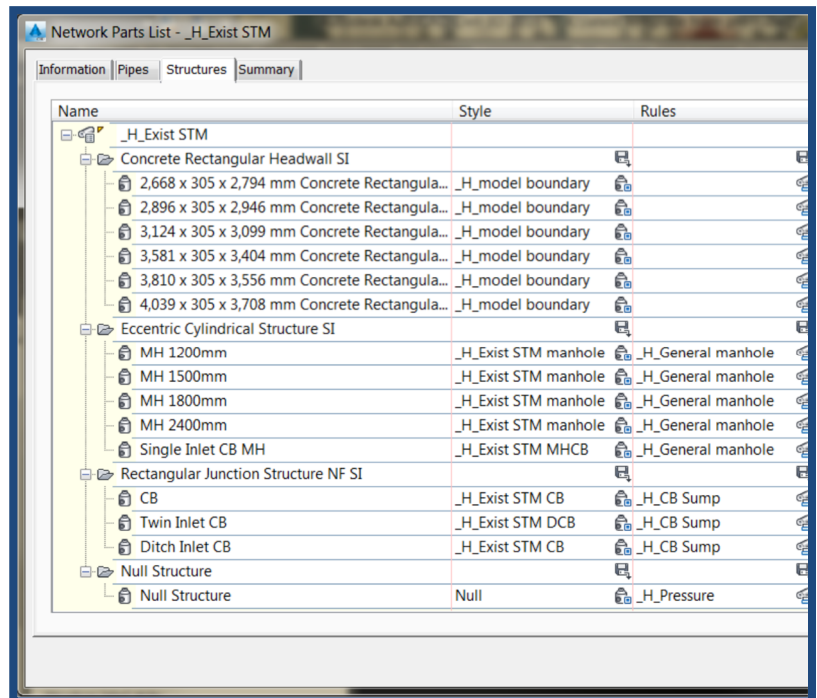 Network Parts List - _H_Exist STM
Information Pipes Structures Summary
Name Style Rules
_H_Exist STM
Concrete Rectangular Headwall SI
2,668 x 305 x 2,794 mm Concrete Rectangula... _H_model boundary
2,896 x 305 x 2,946 mm Concrete Rectangula... _H_model boundary
3,124 x 305 x 3,099 mm Concrete Rectangula... _H_model boundary
3,581 x 305 x 3,404 mm Concrete Rectangula... _H_model boundary
3,810 x 305 x 3,556 mm Concrete Rectangula... _H_model boundary
4,039 x 305 x 3,708 mm Concrete Rectangula... _H_model boundary
Eccentric Cylindrical Structure SI
MH 1200mm _H_Exist STM manhole _H_General manhole
MH 1500mm _H_Exist STM manhole _H_General manhole
MH 1800mm _H_Exist STM manhole _H_General manhole
MH 2400mm _H_Exist STM manhole _H_General manhole
Single Inlet CB MH _H_Exist STM MHCB _H_General manhole
Rectangular Junction Structure NF SI
CB _H_Exist STM CB _H_CB Sump
Twin Inlet CB _H_Exist STM DCB _H_CB Sump
Ditch Inlet CB _H_Exist STM CB _H_CB Sump
Null Structure
Null Structure Null _H_Pressure